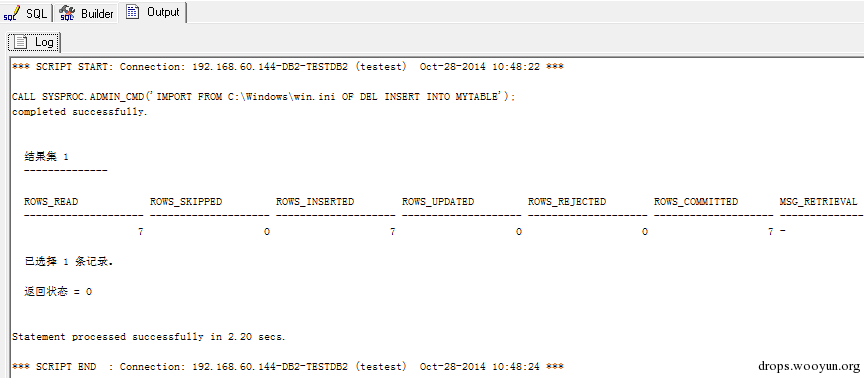 SQL Builder Output
Log
*** SCRIPT START: Connection: 192.168.60.144-DB2-TESTDB2 (testest) Oct-28-2014 10:48:22 ***
CALL SYSPROC.ADMIN_CMD('IMPORT FROM C:\Windows\win.ini OF DEL INSERT INTO MYTABLE');
completed successfully.
结果集 1
--------------
ROWS_READ ROWS_SKIPPED ROWS_INSERTED ROWS_UPDATED ROWS_REJECTED ROWS_COMMITTED MSG_RETRIEVAL
-------------------- -------------------- -------------------- -------------------- -------------------- -------------------- --------------
7 0 7 0 0 7 -
已选择 1 条记录.
返回状态 = 0
Statement processed successfully in 2.20 secs.
*** SCRIPT END : Connection: 192.168.60.144-DB2-TESTDB2 (testest) Oct-28-2014 10:48:24 ***
drops.wooyun.org